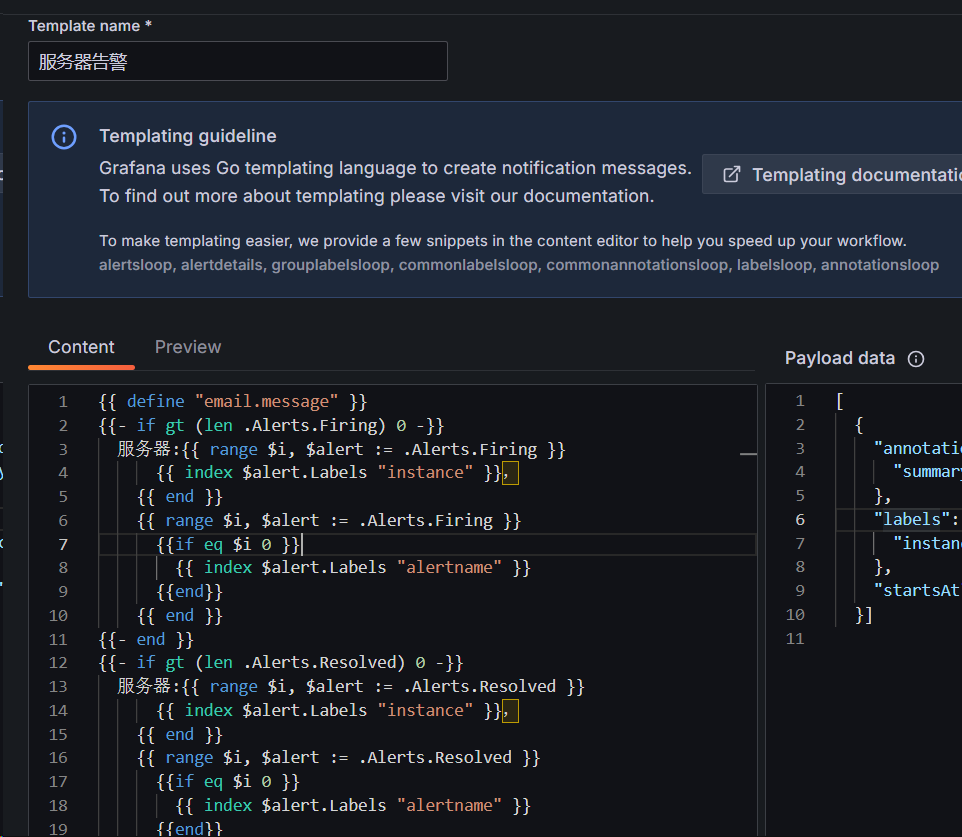 Template name *
服务器告警
Templating guideline
Grafana uses Go templating language to create notification messages.
To find out more about templating please visit our documentation.
Templating documentatio
To make templating easier, we provide a few snippets in the content editor to help you speed up your workflow.
alertsloop, alertdetails, grouplabelsloop, commonlabelsloop, commonannotationsloop, labelsloop, annotationsloop
Content
Preview
1 {{ define "email.message" }}
2 {{- if gt (len .Alerts.Firing) 0 -}}
3 服务器:{{ range $i, $alert := .Alerts.Firing }}
4 {{ index $alert.Labels "instance" }}，
5 {{ end }}
6 {{ range $i, $alert := .Alerts.Firing }}
7 {{if eq $i 0 }}
8 {{ index $alert.Labels "alertname" }}
9 {{end}}
10 {{ end }}
11 {{- end }}
12 {{- if gt (len .Alerts.Resolved) 0 -}}
13 服务器:{{ range $i, $alert := .Alerts.Resolved }}
14 {{ index $alert.Labels "instance" }}，
15 {{ end }}
16 {{ range $i, $alert := .Alerts.Resolved }}
17 {{if eq $i 0 }}
18 {{ index $alert.Labels "alertname" }}
19 {{end}}
Payload data
1 [
2 {
3 "annotatio
4 "summary
5 },
6 "labels":
7 "instanc
8 },
9 "startsAt
10 }]
11